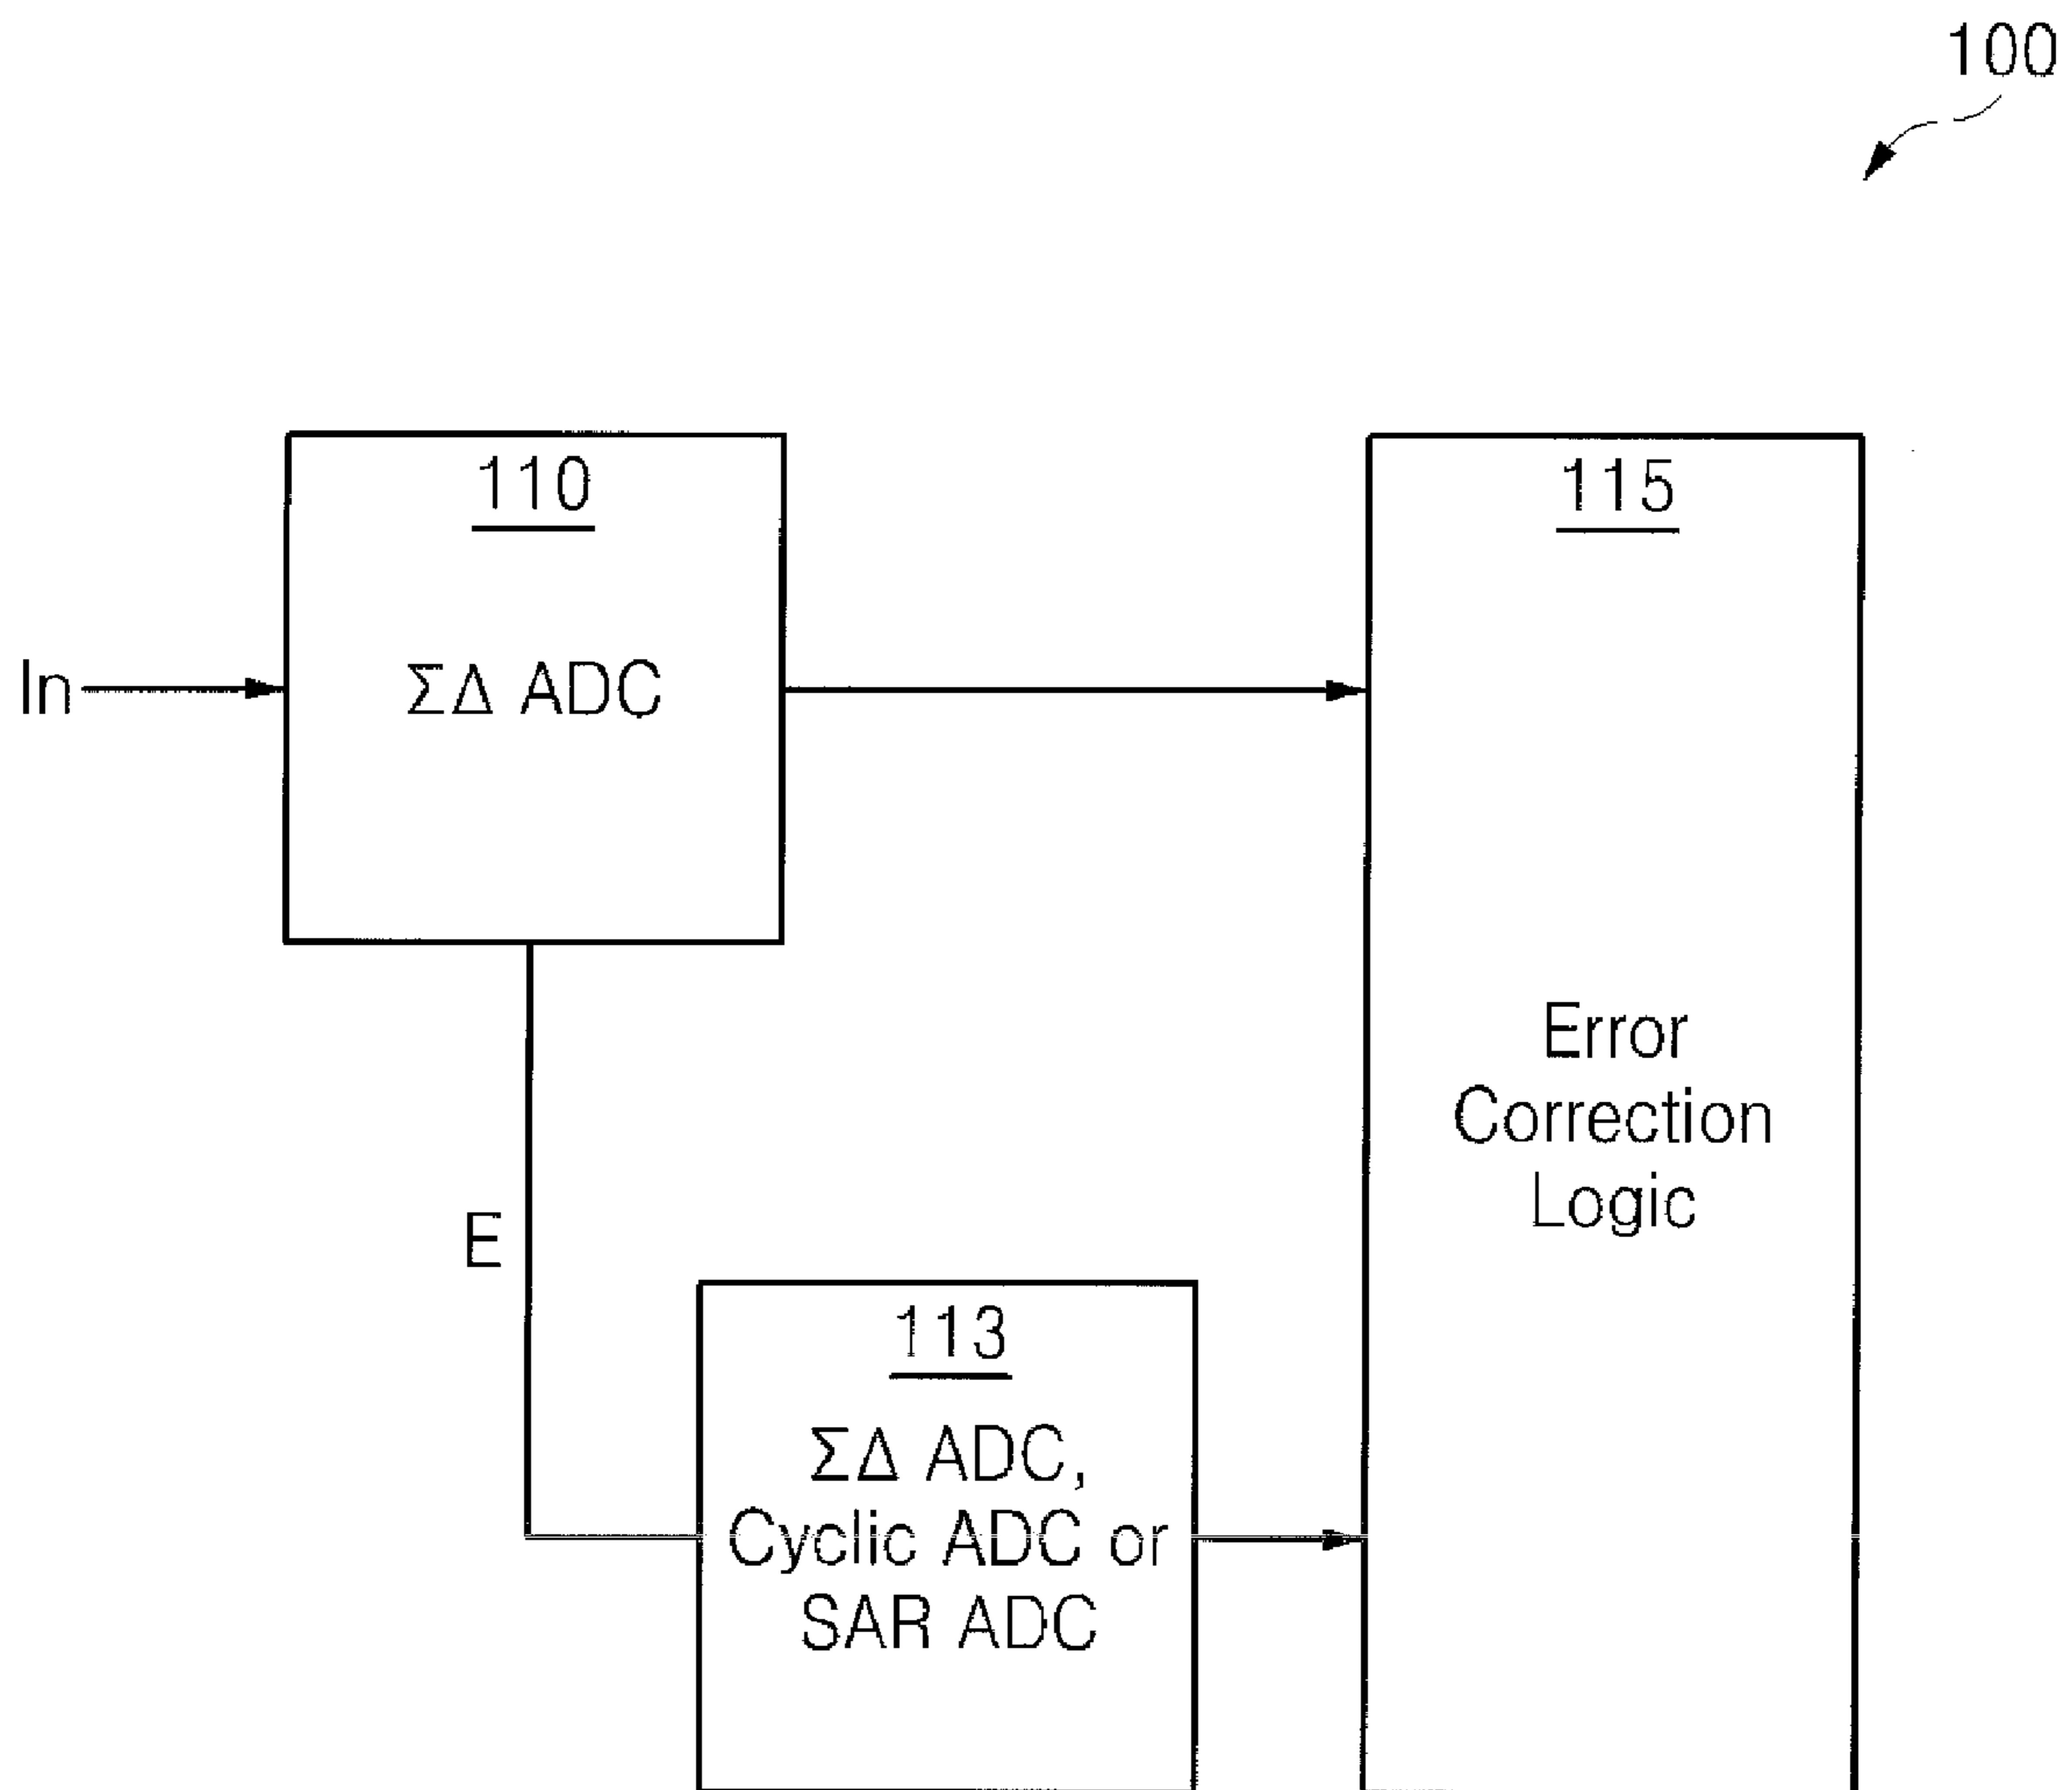 100
110
ΣΔ ADC
In
115
Error
Correction
Logic
E
113
ΣΔ ADC,
Cyclic ADC or
SAR ADC